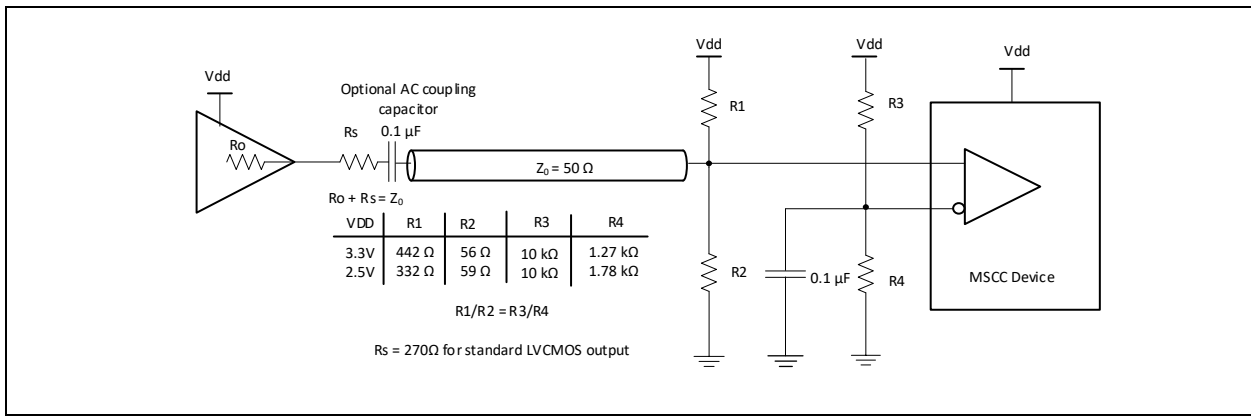 Vdd
Vdd
Vdd
Vdd
Optional AC coupling
capacitor
R1
R3
Rs
0.1 µF
Ro
Z₀ = 50 Ω
Ro + Rs = Z₀
VDD R1 R2 R3 R4
3.3V 442 Ω 56 Ω 10 kΩ 1.27 kΩ
2.5V 332 Ω 59 Ω 10 kΩ 1.78 kΩ
R2
0.1 µF
R4
MSCC Device
R1/R2 = R3/R4
Rs = 270Ω for standard LVCMOS output